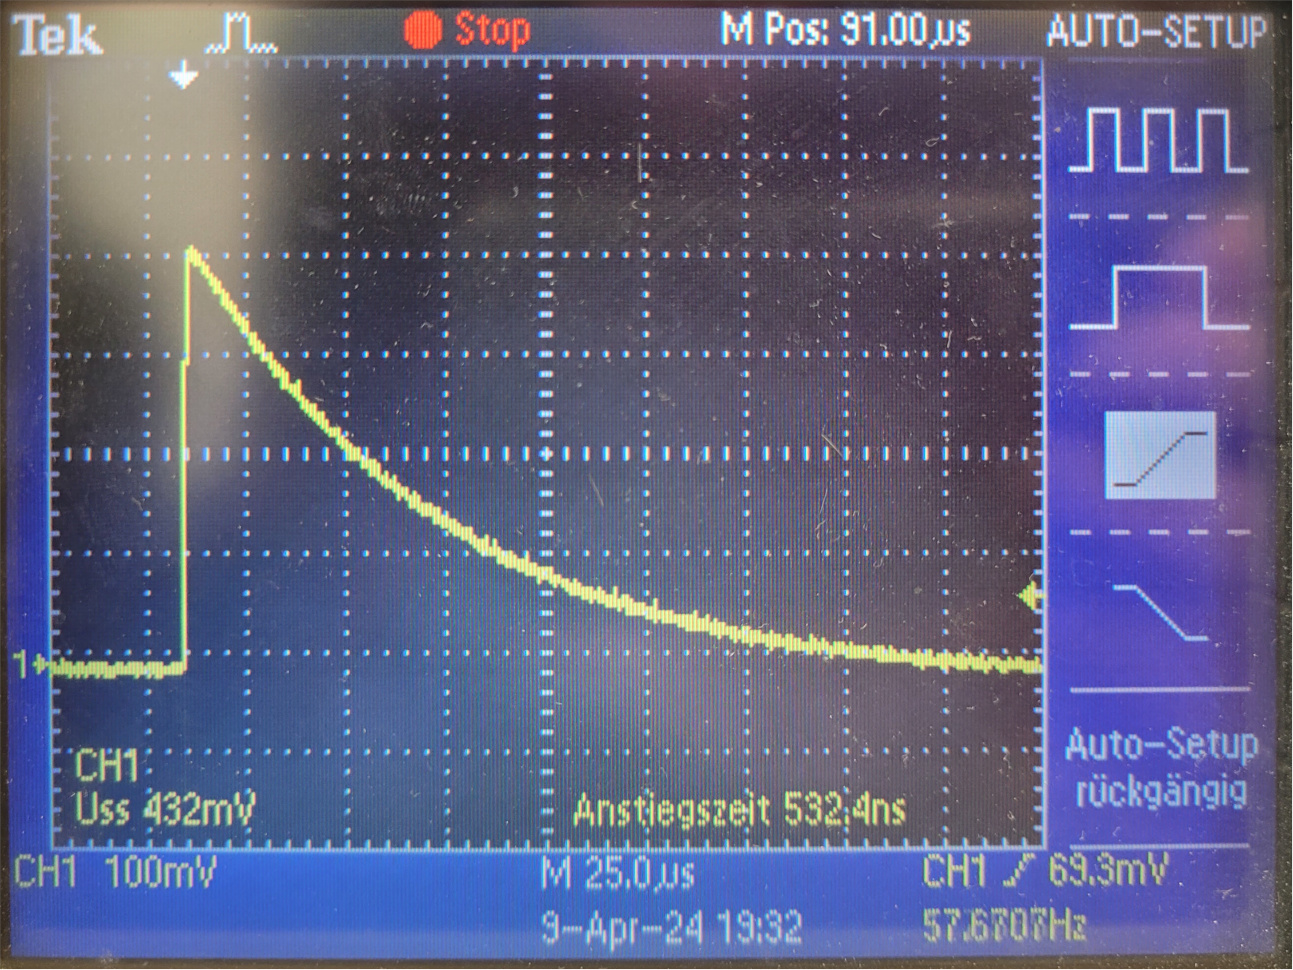 Tek Stop M Pos: 91.00µs AUTO-SETUP
1
CH1
Uss 432mV
Anstiegszeit 532.4ns
Auto-Setup
rückgängig
CH1 100mV M 25.0µs CH1 69.3mV
9-Apr-24 19:32 57.6707Hz